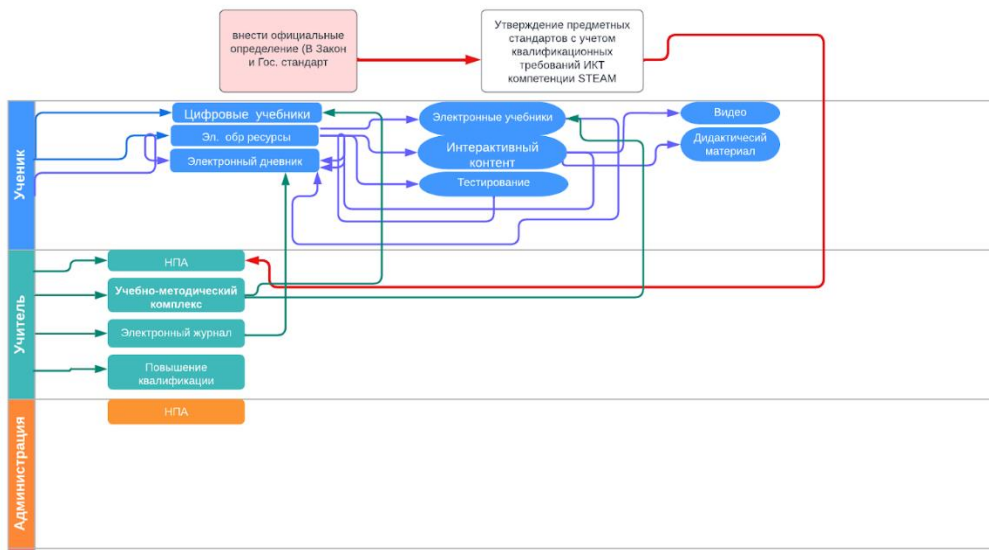 внести официальные
определение (В Закон
и Гос. стандарт
Утверждение предметных
стандартов с учетом
квалификационных
требований ИКТ
компетенции STEAM
Ученик
Цифровые учебники
Эл. обр ресурсы
Электронный дневник
Электронные учебники
Интерактивный
контент
Тестирование
Видео
Дидактичесий
материал
Учитель
НПА
Учебно-методический
комплекс
Электронный журнал
Повышение
квалификации
Администрация
НПА